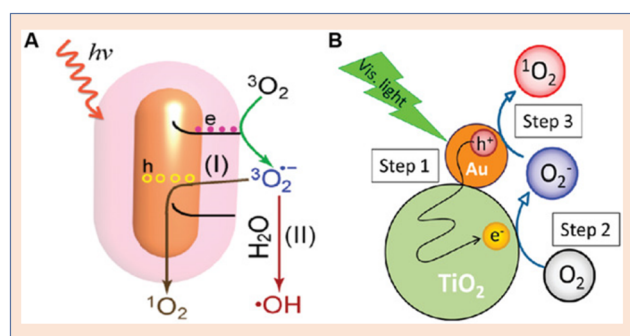 A
hν
³O₂
e
h
(I)
³O₂•−
H₂O
(II)
¹O₂
•OH
B
Vis. light
¹O₂
h⁺
Step 3
Au
Step 1
O₂⁻
e⁻
Step 2
TiO₂
O₂